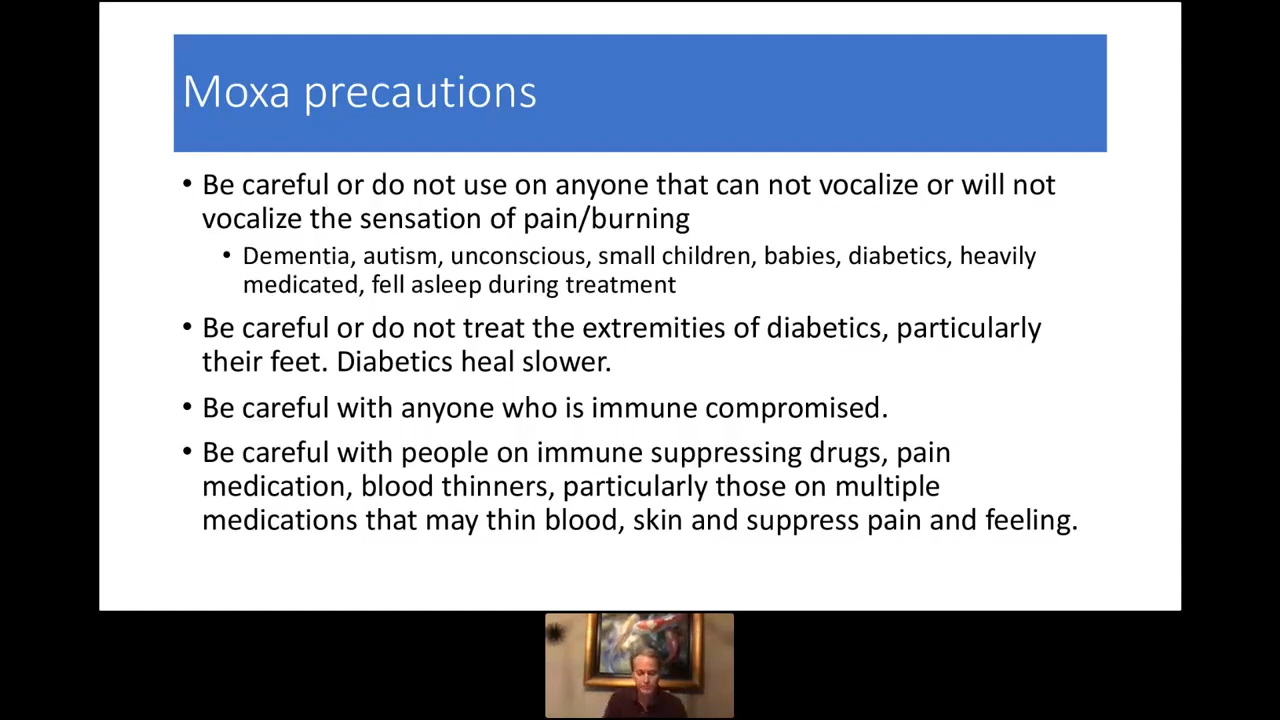 Moxa precautions
• Be careful or do not use on anyone that can not vocalize or will not
vocalize the sensation of pain/burning
• Dementia, autism, unconscious, small children, babies, diabetics, heavily
medicated, fell asleep during treatment
• Be careful or do not treat the extremities of diabetics, particularly
their feet. Diabetics heal slower.
• Be careful with anyone who is immune compromised.
• Be careful with people on immune suppressing drugs, pain
medication, blood thinners, particularly those on multiple
medications that may thin blood, skin and suppress pain and feeling.